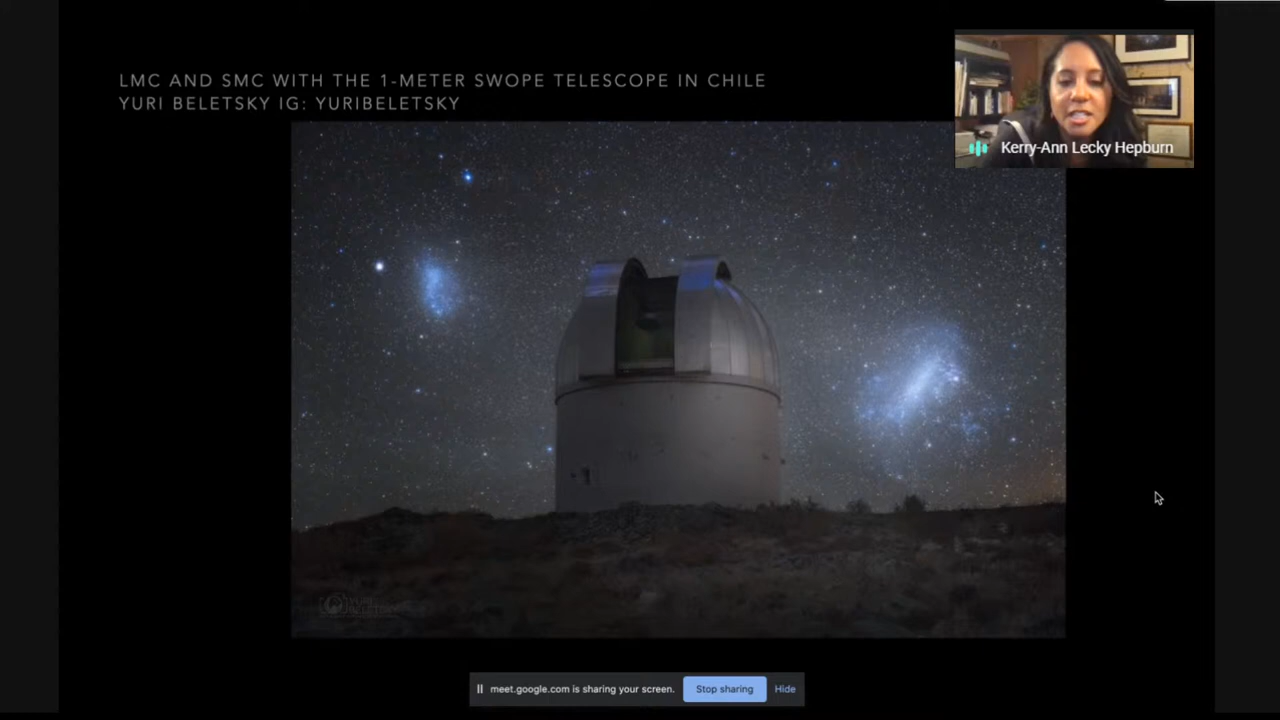 LMC AND SMC WITH THE 1-METER SWOPE TELESCOPE IN CHILE
YURI BELETSKY IG: YURIBELETSKY
Kerry-Ann Lecky Hepburn
meet.google.com is sharing your screen.
Stop sharing
Hide